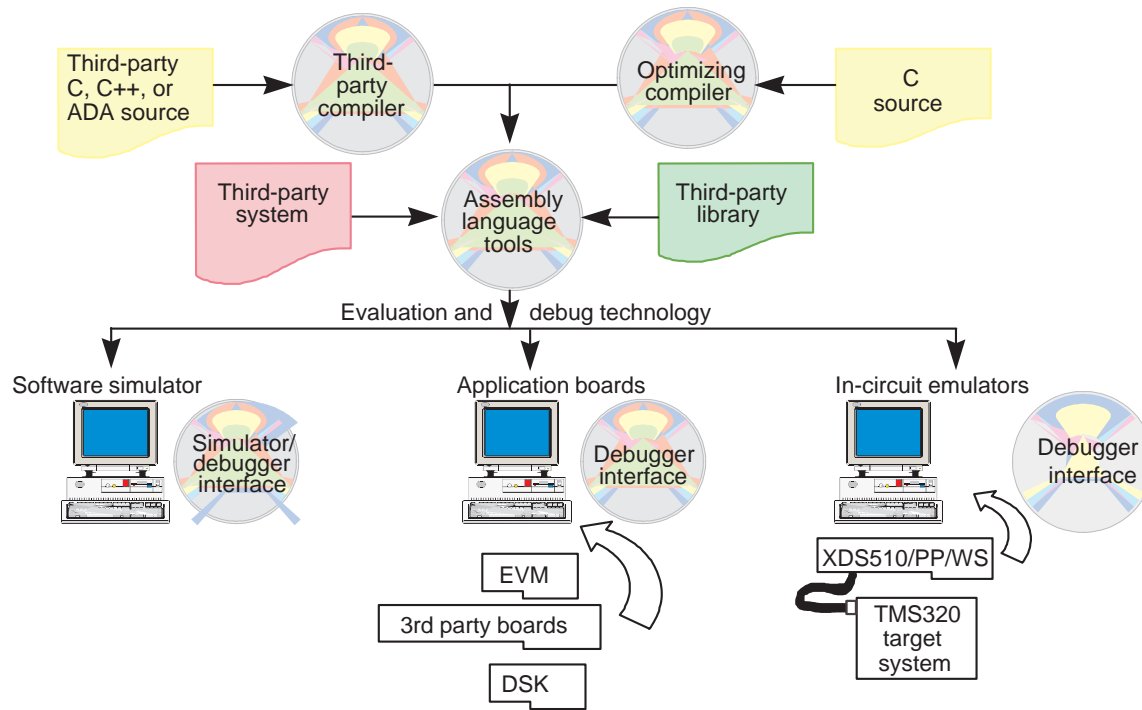 Third-party
C, C++, or
ADA source
Third-
party
compiler
Optimizing
compiler
C
source
Third-party
system
Assembly
language
tools
Third-party
library
Evaluation and debug technology
Software simulator
Application boards
In-circuit emulators
Simulator/
debugger
interface
Debugger
interface
Debugger
interface
EVM
3rd party boards
DSK
XDS510/PP/WS
TMS320
target
system